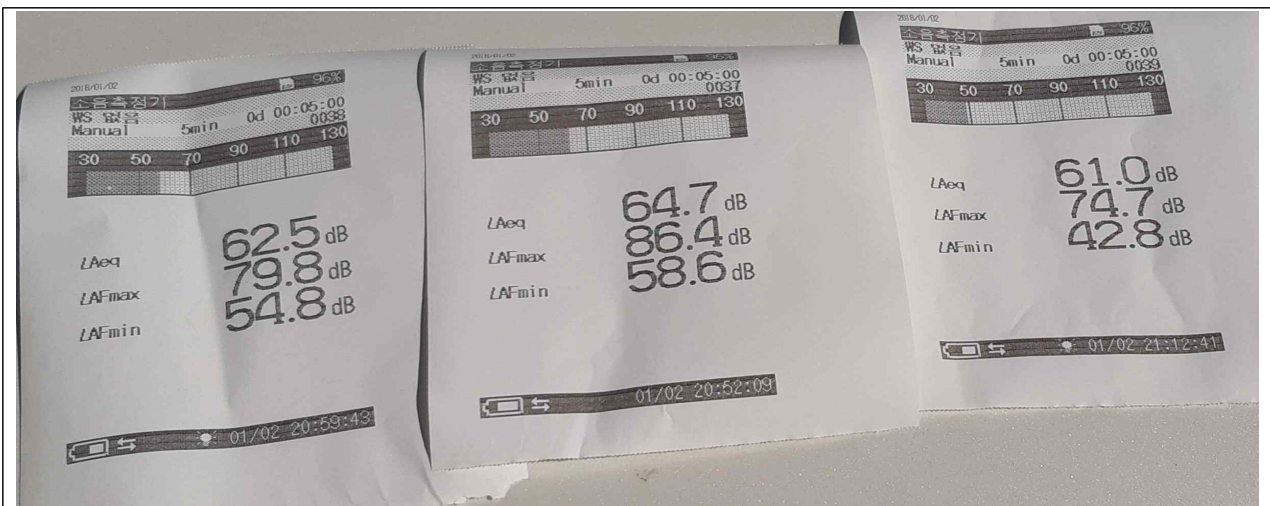 2018/01/02
소음측정기 96%
WS 없음
Manual 5min 0d 00:05:00
0038
30 50 70 90 110 130
LAeq 62.5 dB
LAFmax 79.8 dB
LAFmin 54.8 dB
01/02 20:59:43
2018/01/02
소음측정기 96%
WS 없음
Manual 5min 0d 00:05:00
0037
30 50 70 90 110 130
LAeq 64.7 dB
LAFmax 86.4 dB
LAFmin 58.6 dB
01/02 20:52:09
2018/01/02
소음측정기 96%
WS 없음
Manual 5min 0d 00:05:00
0039
30 50 70 90 110 130
LAeq 61.0 dB
LAFmax 74.7 dB
LAFmin 42.8 dB
01/02 21:12:41